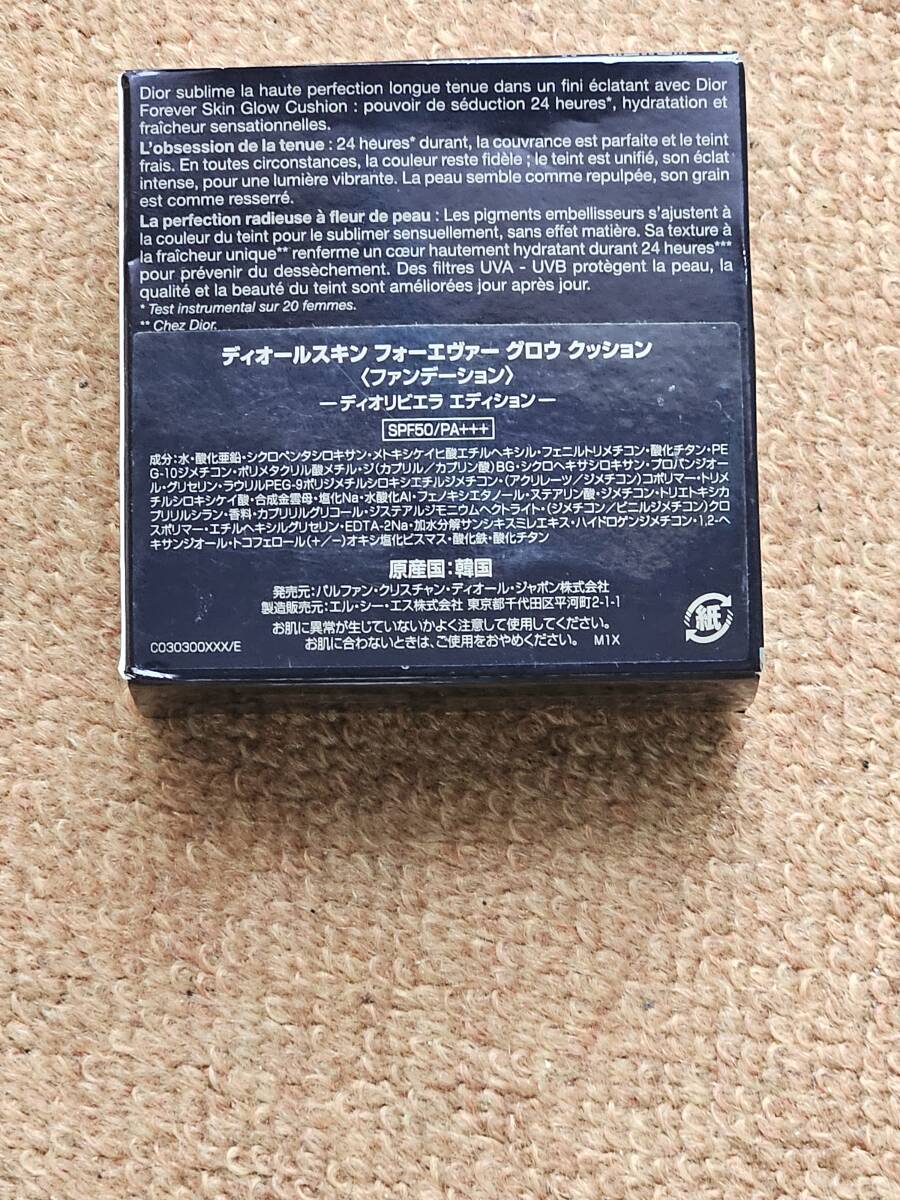 Dior sublime la haute perfection longue tenue dans un fini éclatant avec Dior
Forever Skin Glow Cushion : pouvoir de séduction 24 heures*, hydratation et
fraîcheur sensationnelles.
L'obsession de la tenue : 24 heures* durant, la couvrance est parfaite et le teint
frais. En toutes circonstances, la couleur reste fidèle ; le teint est unifié, son éclat
intense, pour une lumière vibrante. La peau semble comme repulpée, son grain
est comme resserré.
La perfection radieuse à fleur de peau : Les pigments embellisseurs s'ajustent à
la couleur du teint pour le sublimer sensuellement, sans effet matière. Sa texture à
la fraîcheur unique** renferme un cœur hautement hydratant durant 24 heures***
pour prévenir du dessèchement. Des filtres UVA - UVB protègent la peau, la
qualité et la beauté du teint sont améliorées jour après jour.
* Test instrumental sur 20 femmes.
** Chez Dior.
ディオールスキン フォーエヴァー グロウ クッション
〈ファンデーション〉
ーディオリビエラ エディションー
SPF50/PA+++
成分:水・酸化亜鉛・シクロペンタシロキサン・メトキシケイヒ酸エチルヘキシル・フェニルトリメチコン・酸化チタン・PE
G-10ジメチコン・ポリメタクリル酸メチル・ジ(カプリル/カプリン酸)BG・シクロヘキサシロキサン・プロパンジオー
ル・グリセリン・ラウリルPEG-9ポリジメチルシロキシエチルジメチコン・(アクリレーツ/ジメチコン)コポリマー・トリメ
チルシロキシケイ酸・合成金雲母・塩化Na・水酸化Al・フェノキシエタノール・ステアリン酸・ジメチコン・トリエトキシカ
プリリルシラン・香料・カプリリルグリコール・ジステアルジモニウムヘクトライト・(ジメチコン/ビニルジメチコン)クロ
スポリマー・エチルヘキシルグリセリン・EDTA-2Na・加水分解サンシキスミレエキス・ハイドロゲンジメチコン・1,2-ヘ
キサンジオール・トコフェロール(+/-)オキシ塩化ビスマス・酸化鉄・酸化チタン
原産国:韓国
発売元:パルファン・クリスチャン・ディオール・ジャポン株式会社
製造販売元:エル・シー・エス株式会社 東京都千代田区平河町2-1-1
お肌に異常が生じていないかよく注意して使用してください。
お肌に合わないときは、ご使用をおやめください。 M1X
紙
C030300XXX/E